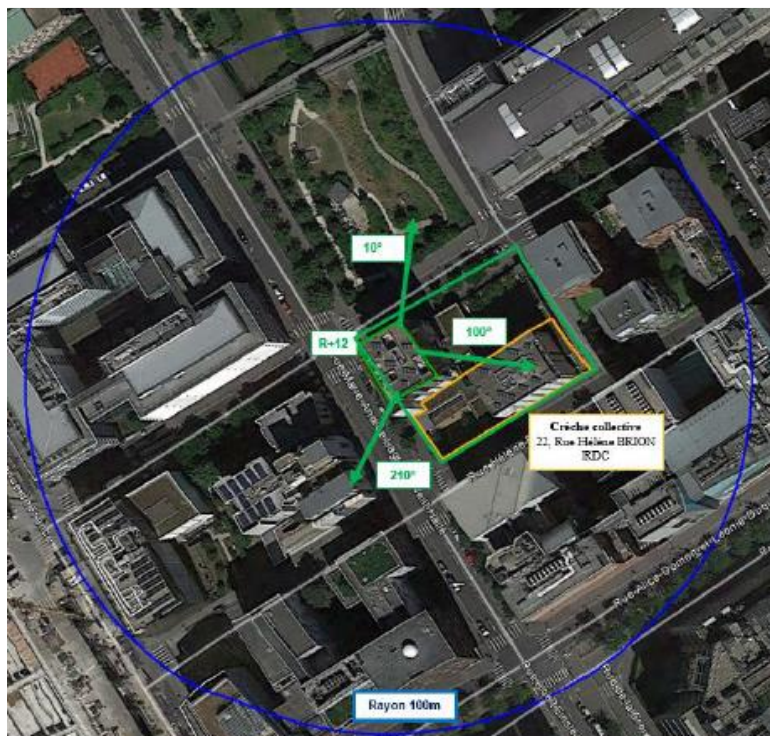 10°
R+12
100°
Crèche collective
22, Rue Hélène BRION
RDC
210°
Rayon 100m